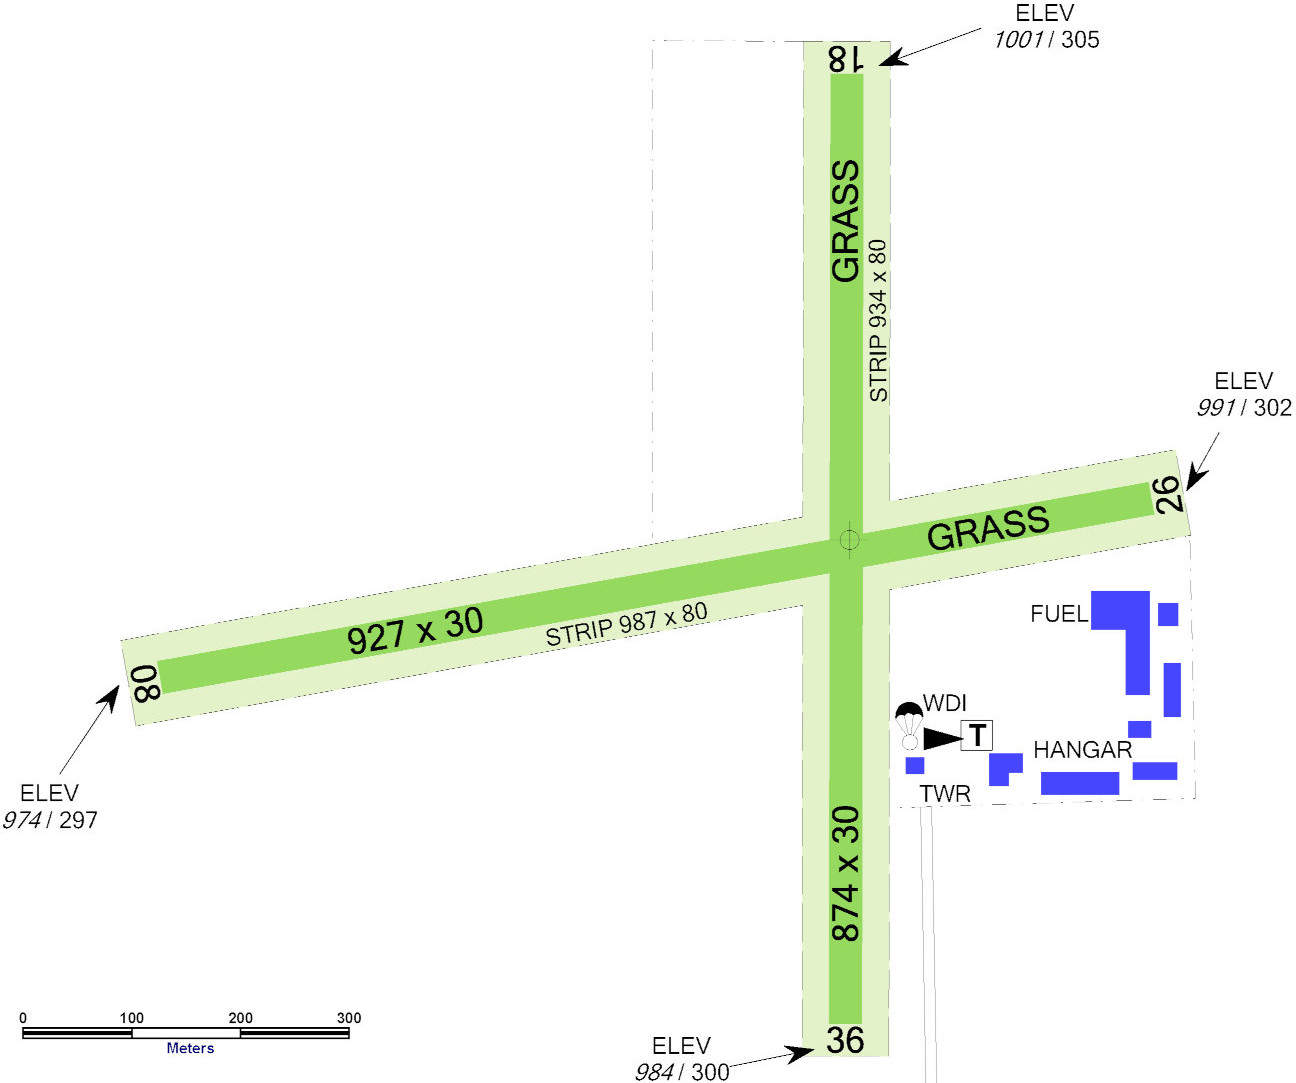 ELEV
1001 / 305
18
GRASS
STRIP 934 x 80
ELEV
991 / 302
26
GRASS
927 x 30
STRIP 987 x 80
08
FUEL
WDI
T
HANGAR
TWR
ELEV
974 / 297
874 x 30
0 100 200 300
Meters
36
ELEV
984 / 300